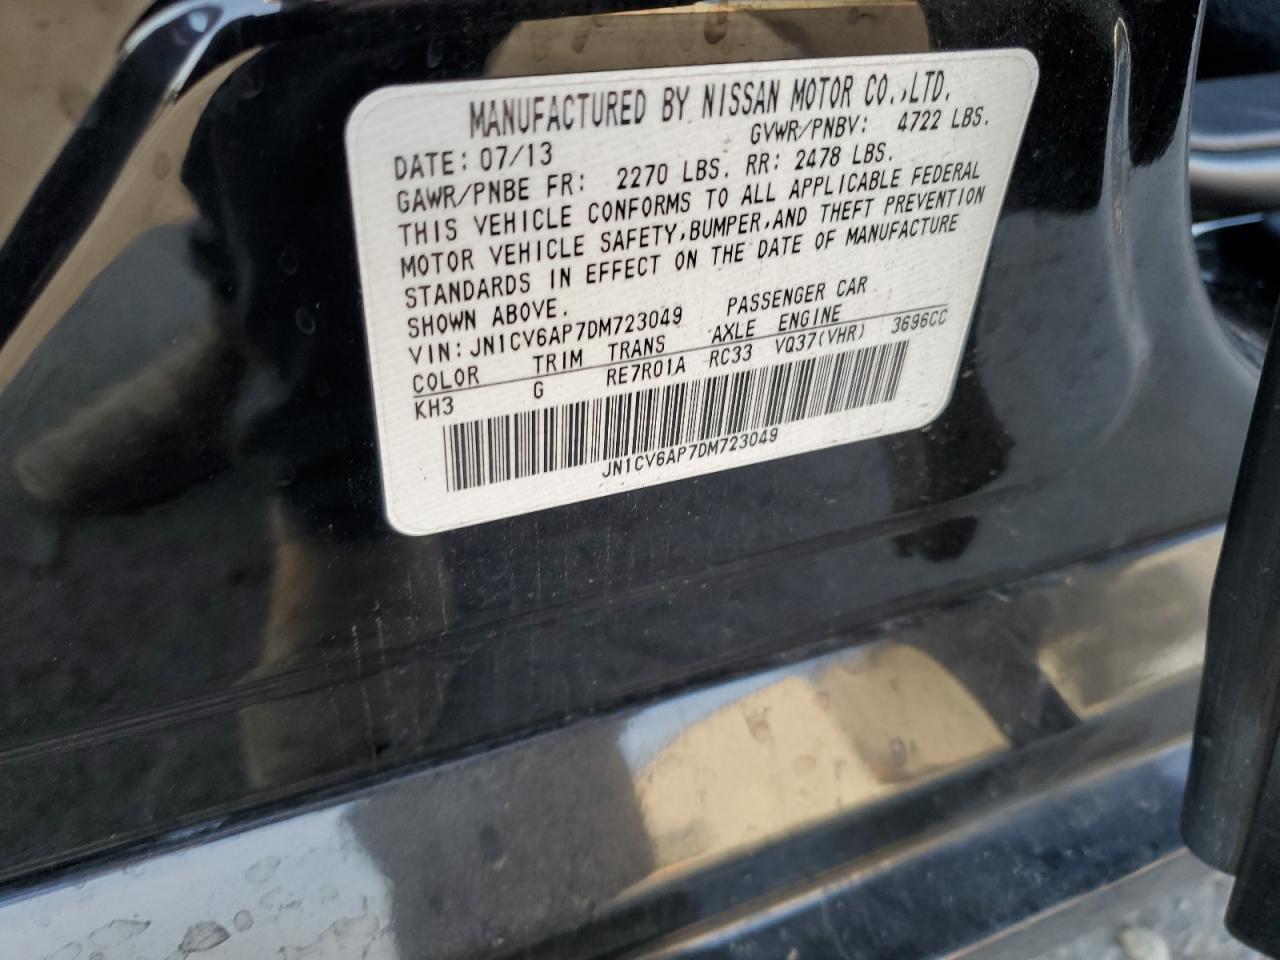 MANUFACTURED BY NISSAN MOTOR CO.,LTD.
DATE: 07/13 GVWR/PNBV: 4722 LBS.
GAWR/PNBE FR: 2270 LBS. RR: 2478 LBS.
THIS VEHICLE CONFORMS TO ALL APPLICABLE FEDERAL
MOTOR VEHICLE SAFETY,BUMPER,AND THEFT PREVENTION
STANDARDS IN EFFECT ON THE DATE OF MANUFACTURE
SHOWN ABOVE.
VIN: JN1CV6AP7DM723049 PASSENGER CAR
COLOR TRIM TRANS AXLE ENGINE
KH3 G RE7R01A RC33 VQ37(VHR) 3696CC
JN1CV6AP7DM723049